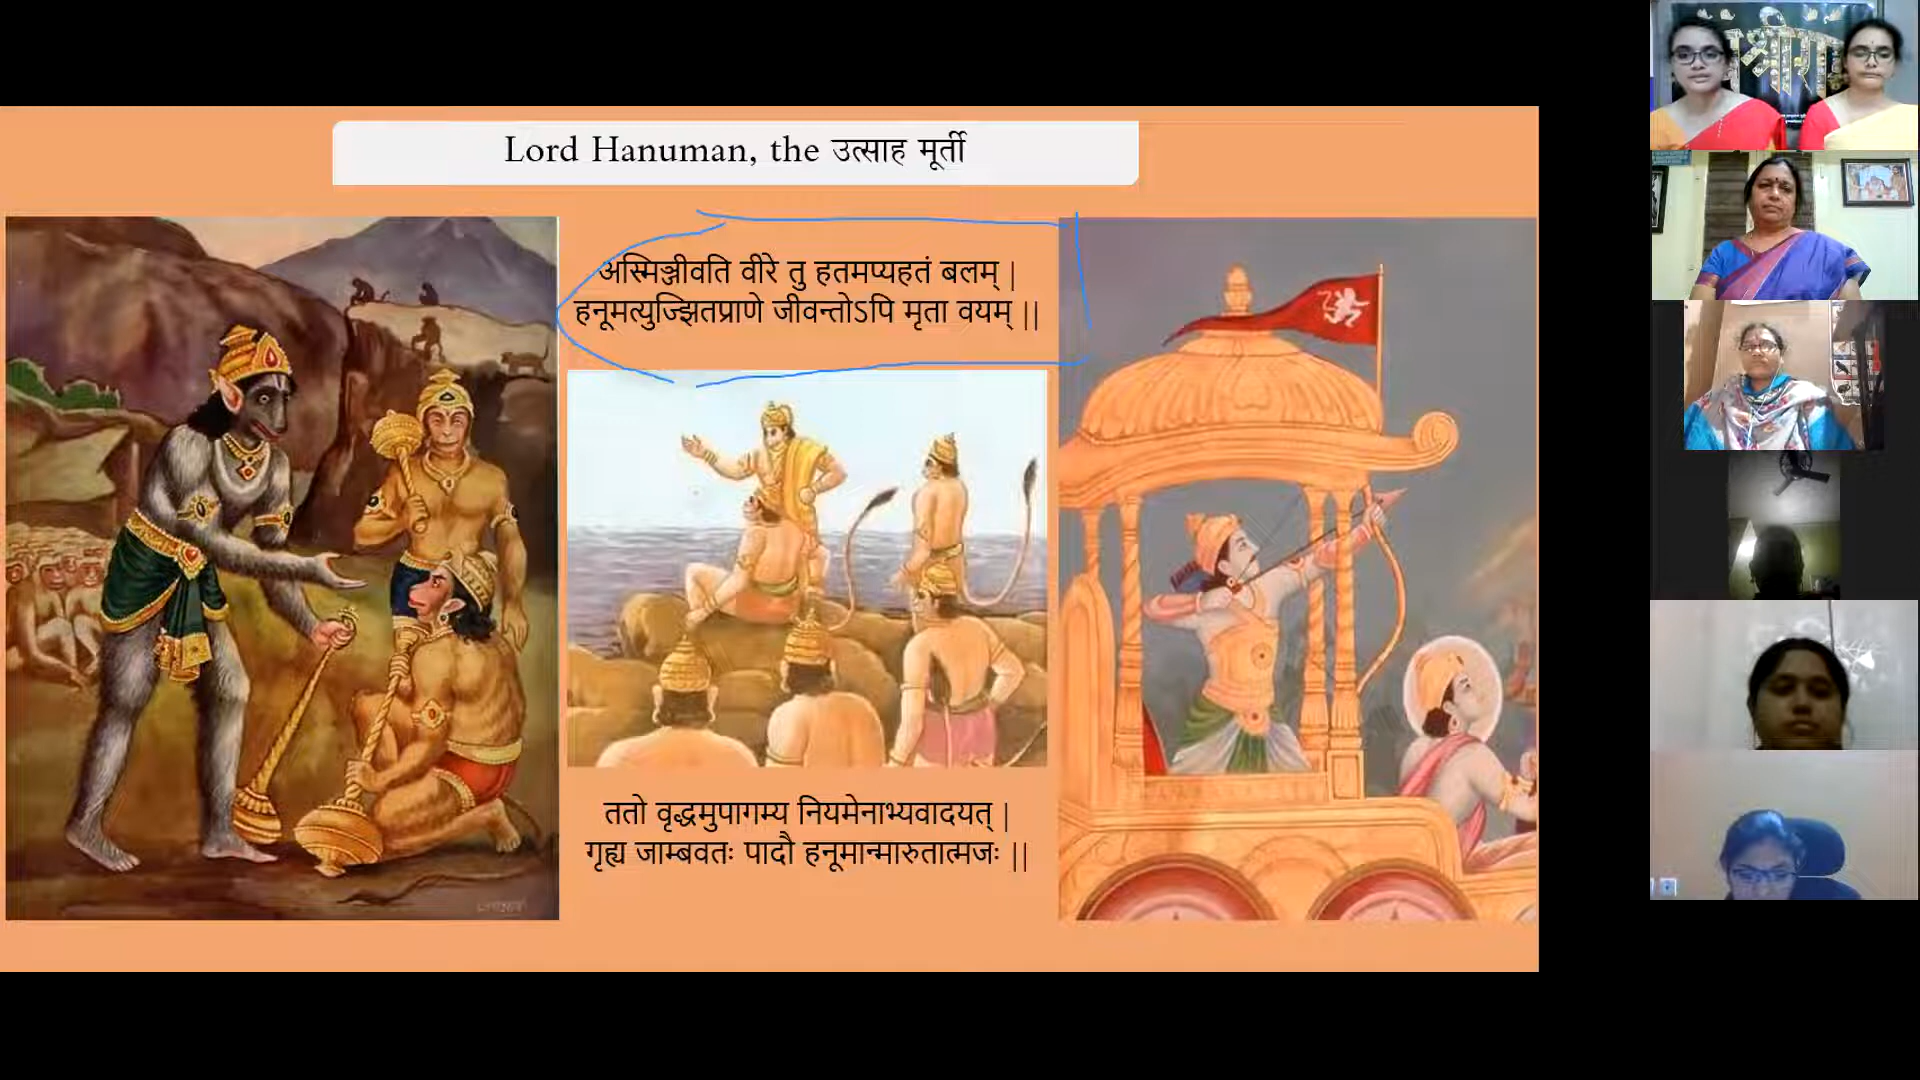 Lord Hanuman, the उत्साह मूर्ती
अस्मिञ्जीवति वीरे तु हतमप्यहतं बलम् |
हनूमत्युज्झितप्राणे जीवन्तोऽपि मृता वयम् ||
ततो वृद्धमुपागम्य नियमेनाभ्यवादयत् |
गृह्य जाम्बवतः पादौ हनूमान्मारुतात्मजः ||